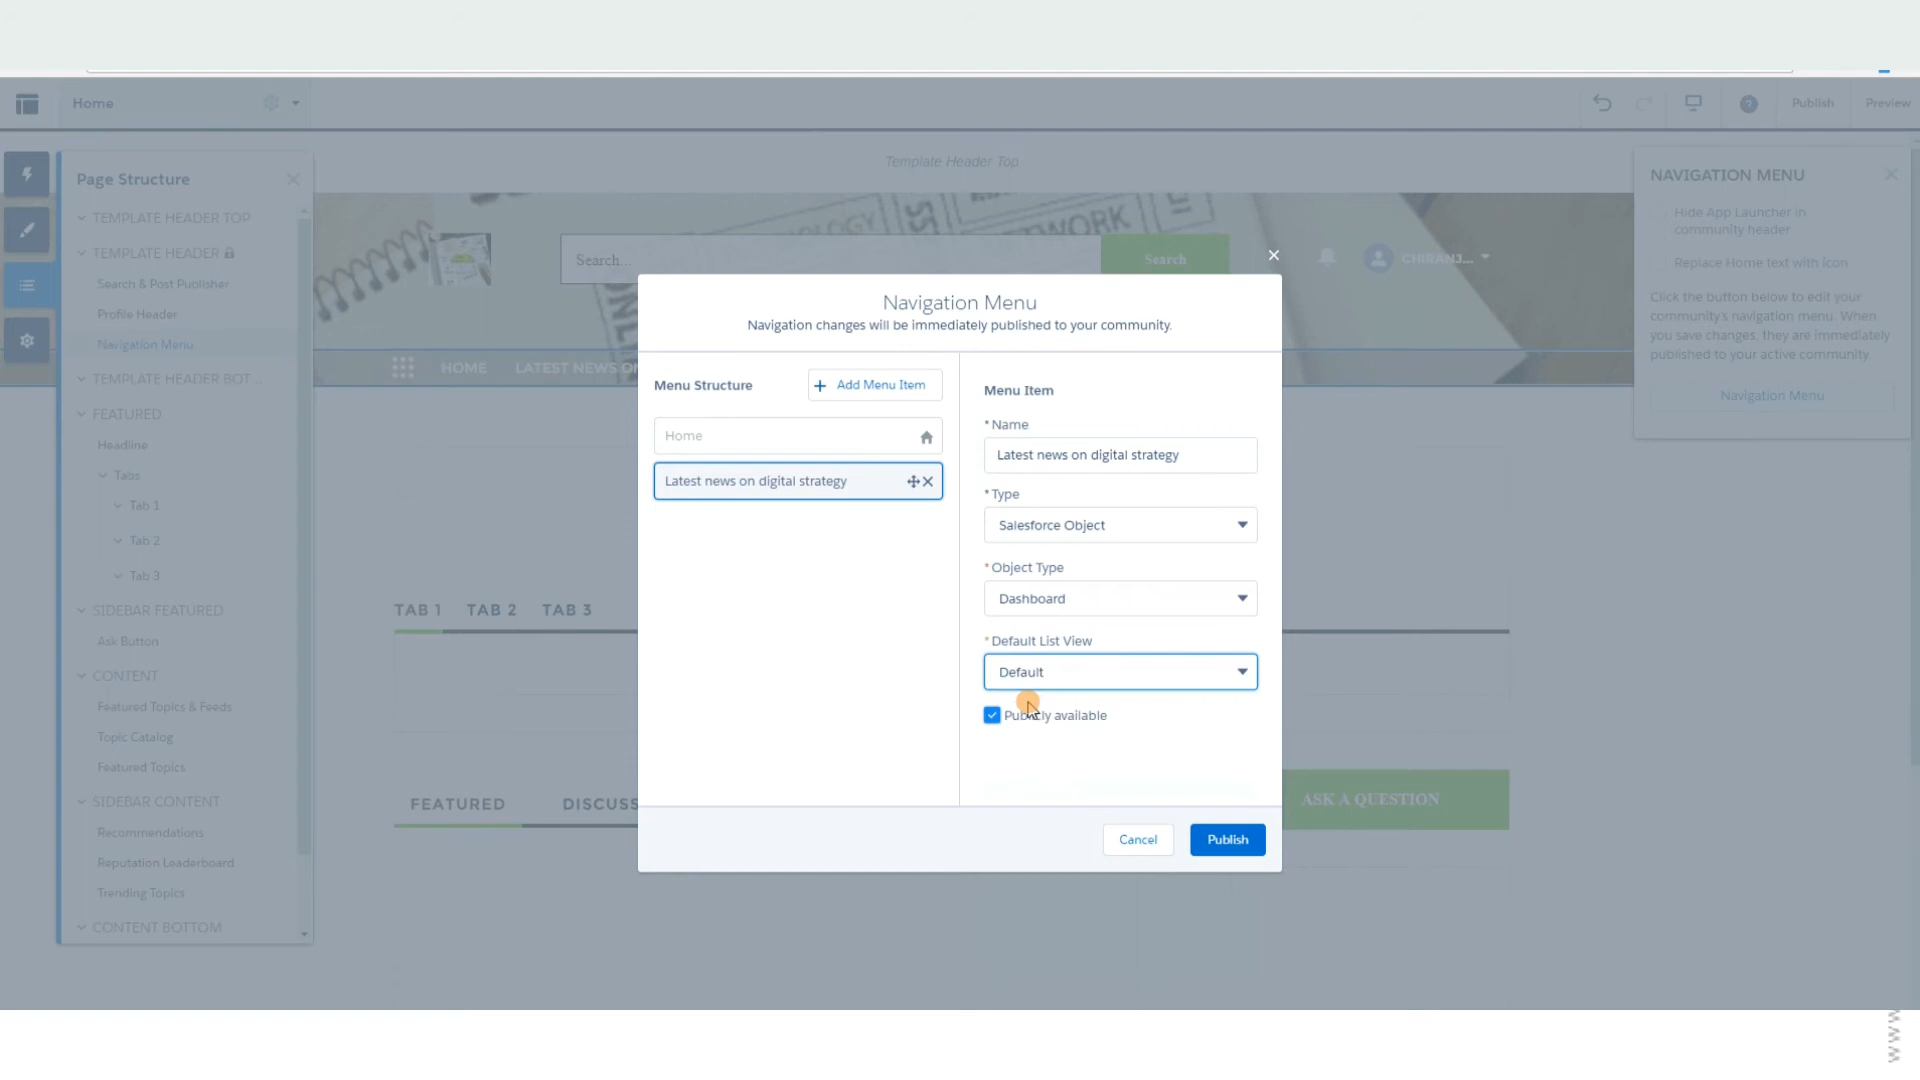 Home
Publish
Preview
Page Structure
TEMPLATE HEADER TOP
TEMPLATE HEADER
Search & Post Publisher
Profile Header
Navigation Menu
TEMPLATE HEADER BOT ...
FEATURED
Headline
Tabs
Tab 1
Tab 2
Tab 3
SIDEBAR FEATURED
Ask Button
CONTENT
Featured Topics & Feeds
Topic Catalog
Featured Topics
SIDEBAR CONTENT
Recommendations
Reputation Leaderboard
Trending Topics
CONTENT BOTTOM
Template Header Top
Search...
Search
CHIRANJ...
HOME
LATEST NEWS ON
TAB 1
TAB 2
TAB 3
FEATURED
DISCUSS
ASK A QUESTION
Navigation Menu
Navigation changes will be immediately published to your community.
Menu Structure
Add Menu Item
Home
Latest news on digital strategy
Menu Item
* Name
Latest news on digital strategy
* Type
Salesforce Object
* Object Type
Dashboard
* Default List View
Default
Publicly available
Cancel
Publish
NAVIGATION MENU
Hide App Launcher in
community header
Replace Home text with icon
Click the button below to edit your
community's navigation menu. When
you save changes, they are immediately
published to your active community.
Navigation Menu